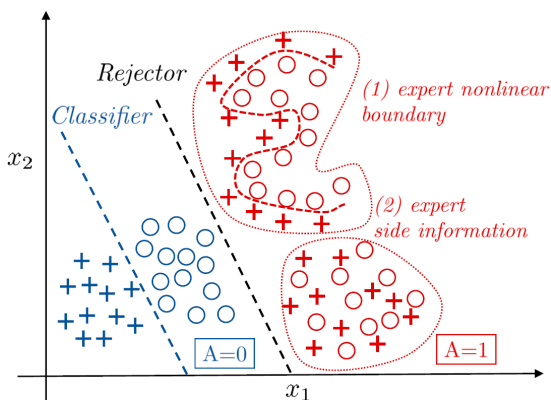 Rejector
(1) expert nonlinear
boundary
Classifier
x2
(2) expert
side information
A=0
A=1
x1